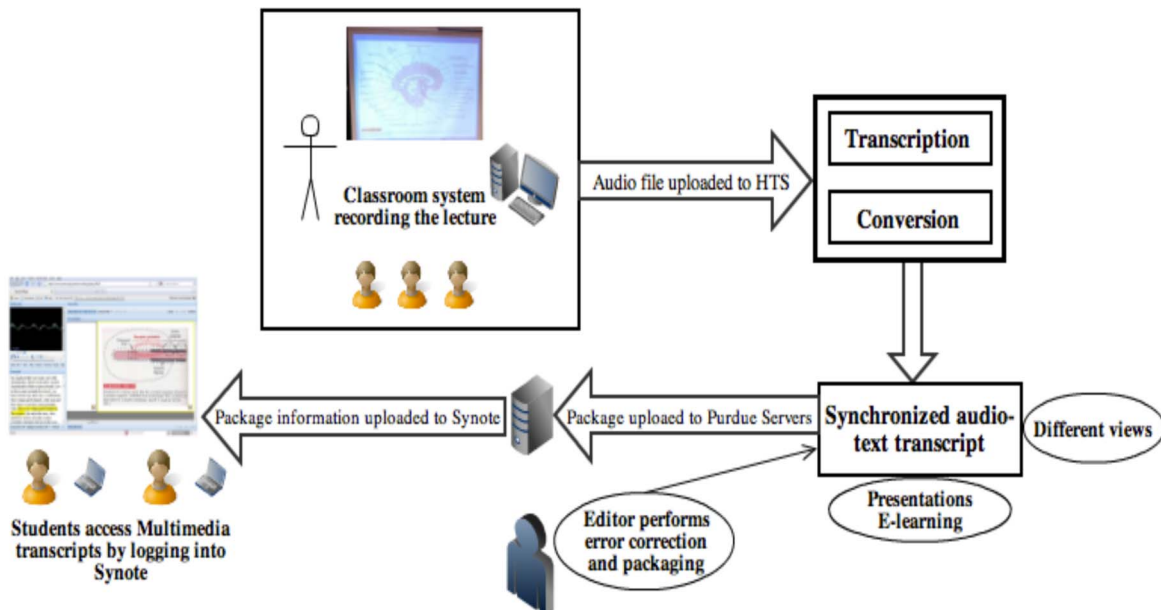 Classroom system
recording the lecture
Audio file uploaded to HTS
Transcription
Conversion
Synchronized audio-
text transcript
Different views
Presentations
E-learning
Editor performs
error correction
and packaging
Package uploaed to Purdue Servers
Package information uploaded to Synote
Students access Multimedia
transcripts by logging into
Synote